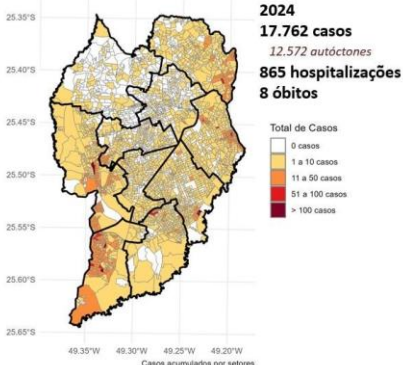 2024
17.762 casos
12.572 autóctones
865 hospitalizações
8 óbitos
Total de Casos
0 casos
1 a 10 casos
11 a 50 casos
51 a 100 casos
> 100 casos
25.35°S
25.40°S
25.45°S
25.50°S
25.55°S
25.60°S
25.65°S
49.35°W
49.30°W
49.25°W
49.20°W
Casos acumulados por setores